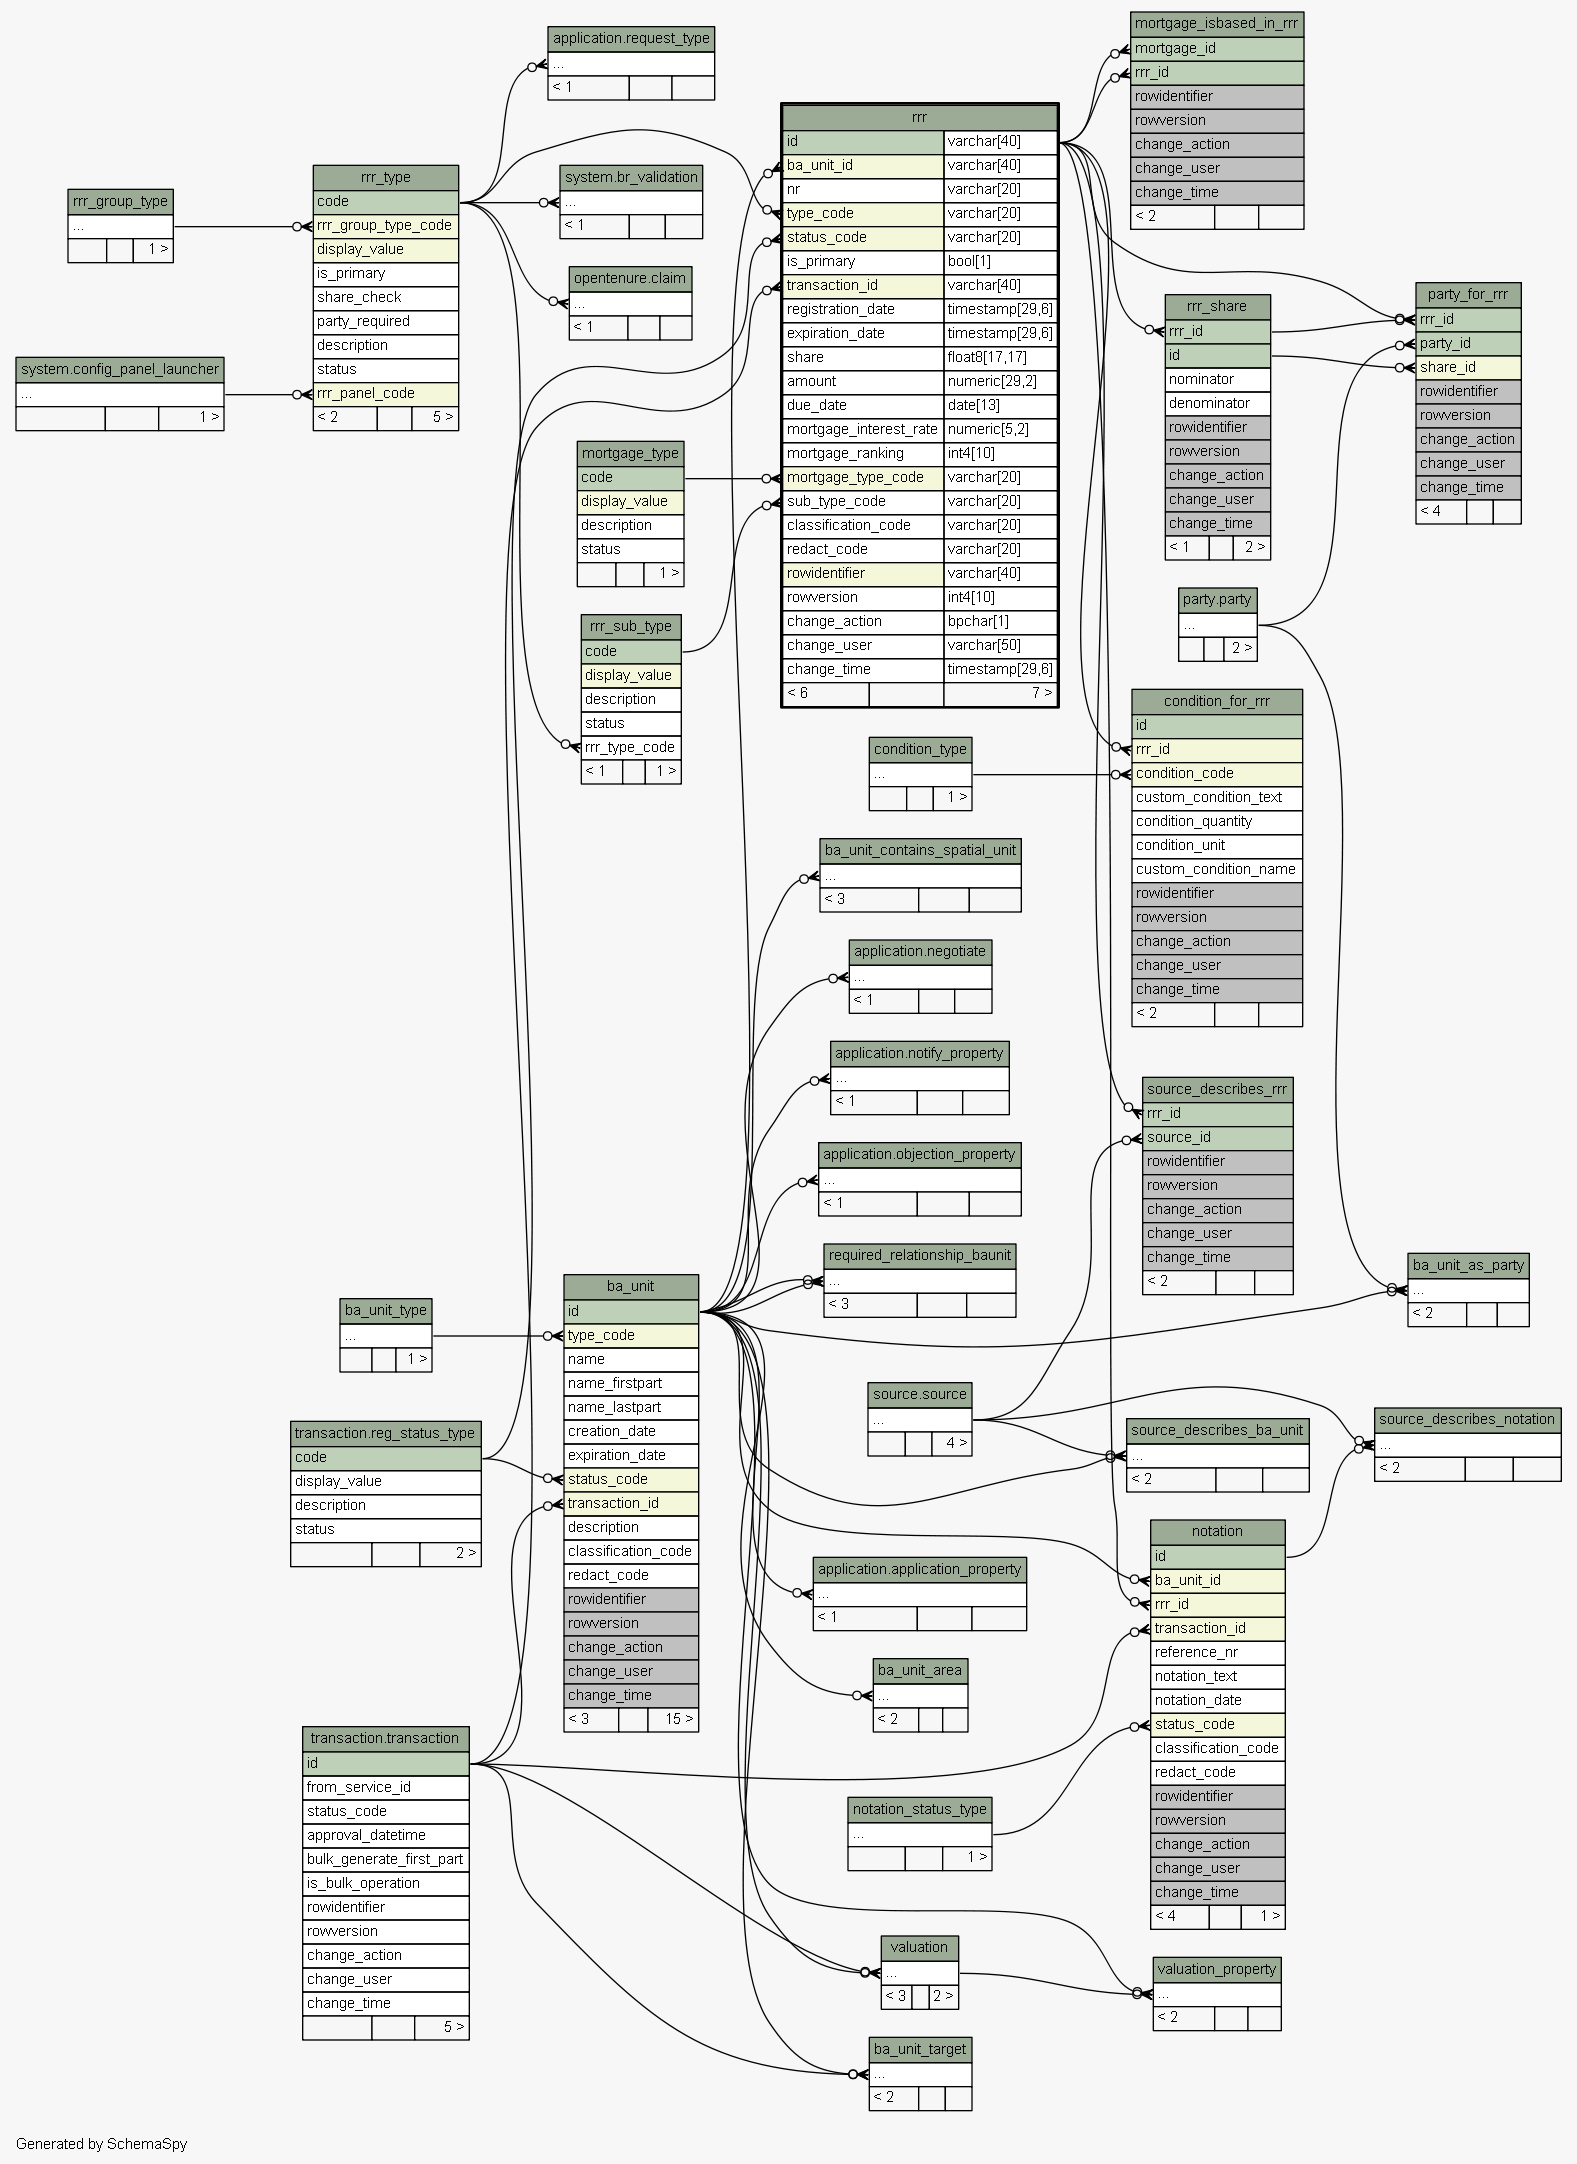 application.request_type
...
< 1
mortgage_isbased_in_rrr
mortgage_id
rrr_id
rowidentifier
rowversion
change_action
change_user
change_time
< 2
rrr
id varchar[40]
ba_unit_id varchar[40]
nr varchar[20]
type_code varchar[20]
status_code varchar[20]
is_primary bool[1]
transaction_id varchar[40]
registration_date timestamp[29,6]
expiration_date timestamp[29,6]
share float8[17,17]
amount numeric[29,2]
due_date date[13]
mortgage_interest_rate numeric[5,2]
mortgage_ranking int4[10]
mortgage_type_code varchar[20]
sub_type_code varchar[20]
classification_code varchar[20]
redact_code varchar[20]
rowidentifier varchar[40]
rowversion int4[10]
change_action bpchar[1]
change_user varchar[50]
change_time timestamp[29,6]
< 6 7 >
rrr_group_type
...
1 >
rrr_type
code
rrr_group_type_code
display_value
is_primary
share_check
party_required
description
status
rrr_panel_code
< 2 5 >
system.br_validation
...
< 1
opentenure.claim
...
< 1
system.config_panel_launcher
...
1 >
rrr_share
rrr_id
id
nominator
denominator
rowidentifier
rowversion
change_action
change_user
change_time
< 1 2 >
party_for_rrr
rrr_id
party_id
share_id
rowidentifier
rowversion
change_action
change_user
change_time
< 4
mortgage_type
code
display_value
description
status
1 >
party.party
...
2 >
rrr_sub_type
code
display_value
description
status
rrr_type_code
< 1 1 >
condition_for_rrr
id
rrr_id
condition_code
custom_condition_text
condition_quantity
condition_unit
custom_condition_name
rowidentifier
rowversion
change_action
change_user
change_time
< 2
condition_type
...
1 >
ba_unit_contains_spatial_unit
...
< 3
application.negotiate
...
< 1
application.notify_property
...
< 1
source_describes_rrr
rrr_id
source_id
rowidentifier
rowversion
change_action
change_user
change_time
< 2
application.objection_property
...
< 1
required_relationship_baunit
...
< 3
ba_unit_as_party
...
< 2
ba_unit
id
type_code
name
name_firstpart
name_lastpart
creation_date
expiration_date
status_code
transaction_id
description
classification_code
redact_code
rowidentifier
rowversion
change_action
change_user
change_time
< 3 15 >
ba_unit_type
...
1 >
source.source
...
4 >
source_describes_ba_unit
...
< 2
source_describes_notation
...
< 2
transaction.reg_status_type
code
display_value
description
status
2 >
notation
id
ba_unit_id
rrr_id
transaction_id
reference_nr
notation_text
notation_date
status_code
classification_code
redact_code
rowidentifier
rowversion
change_action
change_user
change_time
< 4 1 >
application.application_property
...
< 1
ba_unit_area
...
< 2
transaction.transaction
id
from_service_id
status_code
approval_datetime
bulk_generate_first_part
is_bulk_operation
rowidentifier
rowversion
change_action
change_user
change_time
5 >
notation_status_type
...
1 >
valuation
...
< 3 2 >
valuation_property
...
< 2
ba_unit_target
...
< 2
Generated by SchemaSpy